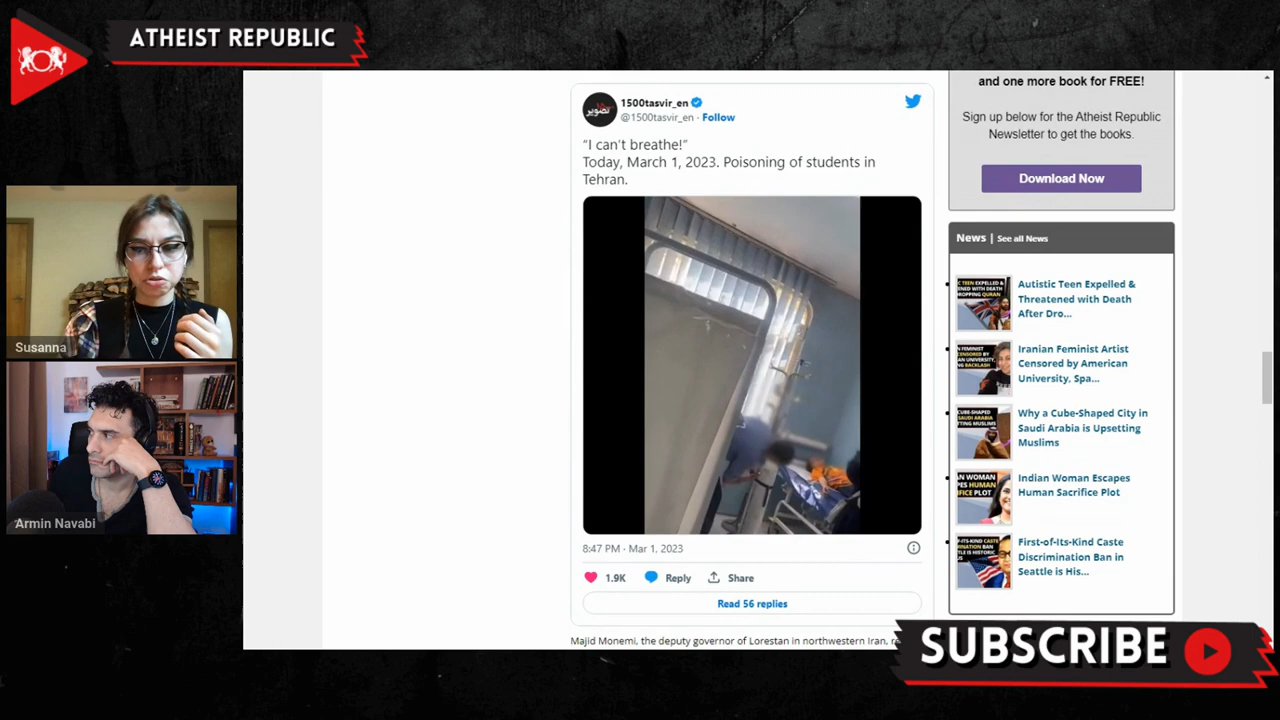 ATHEIST REPUBLIC
Susanna
Armin Navabi
تصویر
1500tasvir_en
@1500tasvir_en · Follow
"I can't breathe!"
Today, March 1, 2023. Poisoning of students in
Tehran.
8:47 PM · Mar 1, 2023
1.9K Reply Share
Read 56 replies
Majid Monemi, the deputy governor of Lorestan in northwestern Iran,
and one more book for FREE!
Sign up below for the Atheist Republic
Newsletter to get the books.
Download Now
News | See all News
Autistic Teen Expelled &
Threatened with Death
After Dro...
Iranian Feminist Artist
Censored by American
University, Spa...
Why a Cube-Shaped City in
Saudi Arabia is Upsetting
Muslims
Indian Woman Escapes
Human Sacrifice Plot
First-of-Its-Kind Caste
Discrimination Ban in
Seattle is His...
SUBSCRIBE